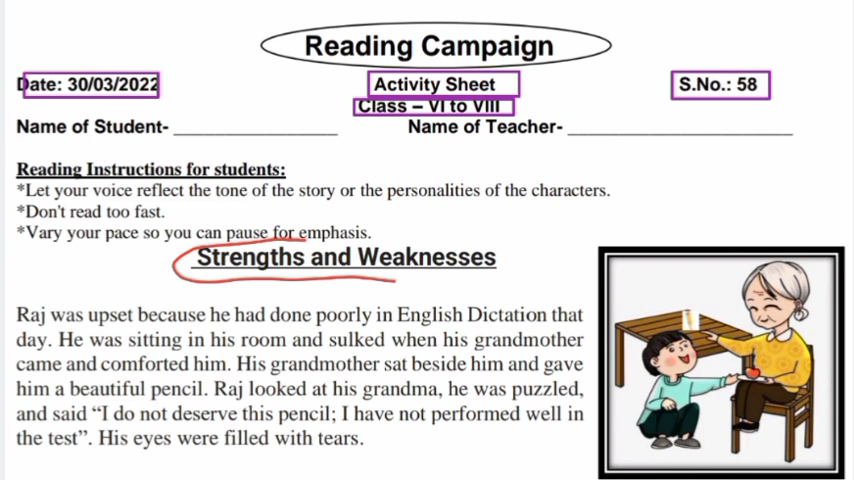 Reading Campaign
Date: 30/03/2022 Activity Sheet S.No.: 58
Class – VI to VIII
Name of Student- ________________ Name of Teacher- ______________________
Reading Instructions for students:
*Let your voice reflect the tone of the story or the personalities of the characters.
*Don't read too fast.
*Vary your pace so you can pause for emphasis.
Strengths and Weaknesses
Raj was upset because he had done poorly in English Dictation that
day. He was sitting in his room and sulked when his grandmother
came and comforted him. His grandmother sat beside him and gave
him a beautiful pencil. Raj looked at his grandma, he was puzzled,
and said “I do not deserve this pencil; I have not performed well in
the test”. His eyes were filled with tears.